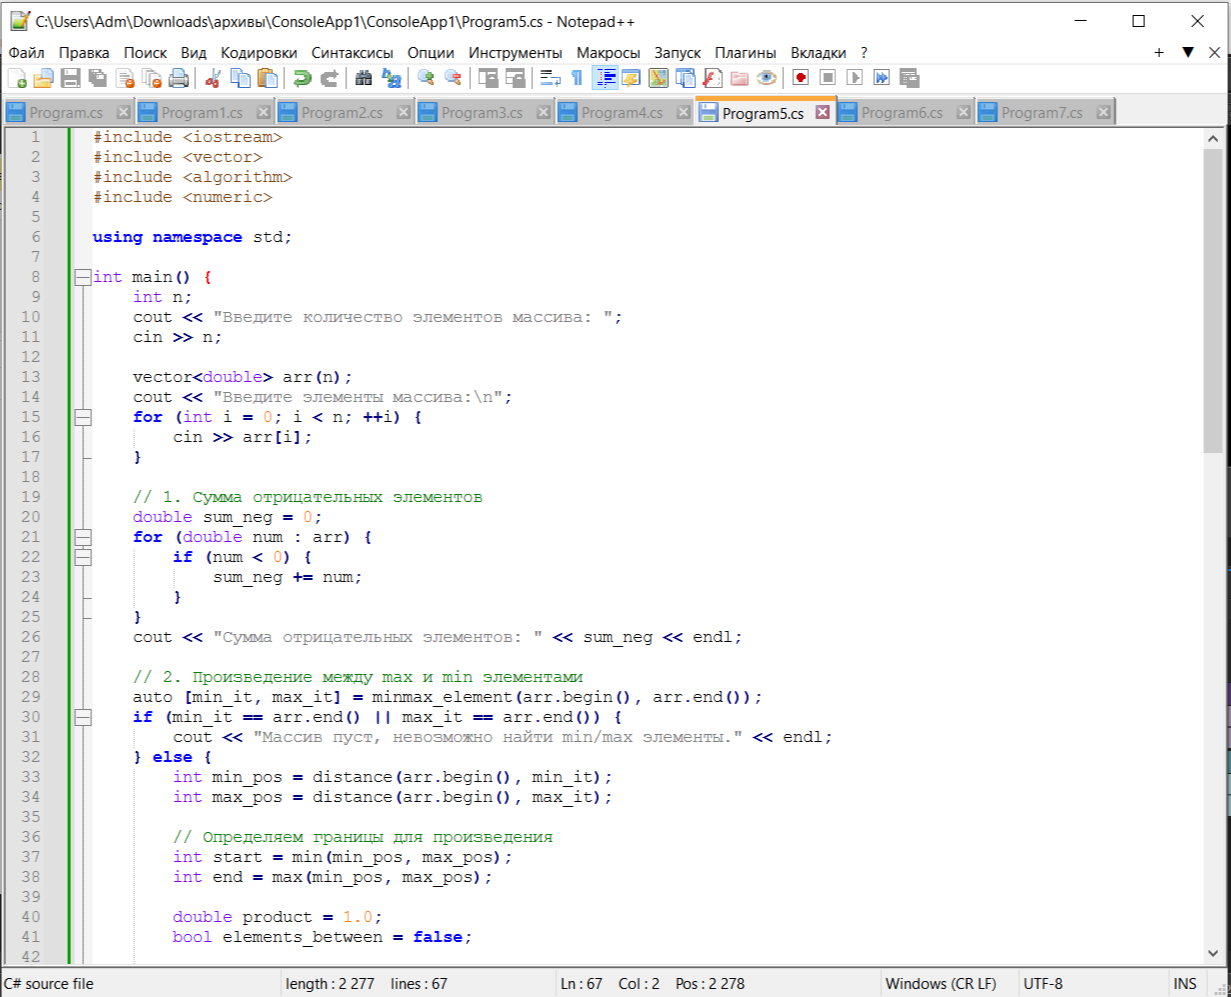 C:\Users\Adm\Downloads\архивы\ConsoleApp1\ConsoleApp1\Program5.cs - Notepad++
Файл Правка Поиск Вид Кодировки Синтаксисы Опции Инструменты Макросы Запуск Плагины Вкладки ?
Program.cs Program1.cs Program2.cs Program3.cs Program4.cs Program5.cs Program6.cs Program7.cs
1 #include <iostream>
2 #include <vector>
3 #include <algorithm>
4 #include <numeric>
5
6 using namespace std;
7
8 int main() {
9 int n;
10 cout << "Введите количество элементов массива: ";
11 cin >> n;
12
13 vector<double> arr(n);
14 cout << "Введите элементы массива:\n";
15 for (int i = 0; i < n; ++i) {
16 cin >> arr[i];
17 }
18
19 // 1. Сумма отрицательных элементов
20 double sum_neg = 0;
21 for (double num : arr) {
22 if (num < 0) {
23 sum_neg += num;
24 }
25 }
26 cout << "Сумма отрицательных элементов: " << sum_neg << endl;
27
28 // 2. Произведение между max и min элементами
29 auto [min_it, max_it] = minmax_element(arr.begin(), arr.end());
30 if (min_it == arr.end() || max_it == arr.end()) {
31 cout << "Массив пуст, невозможно найти min/max элементы." << endl;
32 } else {
33 int min_pos = distance(arr.begin(), min_it);
34 int max_pos = distance(arr.begin(), max_it);
35
36 // Определяем границы для произведения
37 int start = min(min_pos, max_pos);
38 int end = max(min_pos, max_pos);
39
40 double product = 1.0;
41 bool elements_between = false;
42
C# source file length : 2 277 lines : 67 Ln : 67 Col : 2 Pos : 2 278 Windows (CR LF) UTF-8 INS